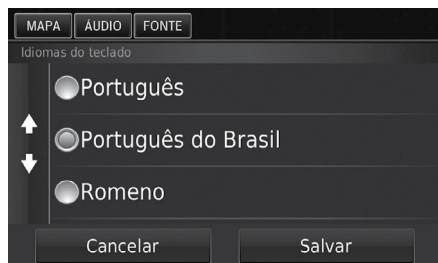 MAPA ÁUDIO FONTE
Idiomas do teclado
Português
Português do Brasil
Romeno
Cancelar Salvar